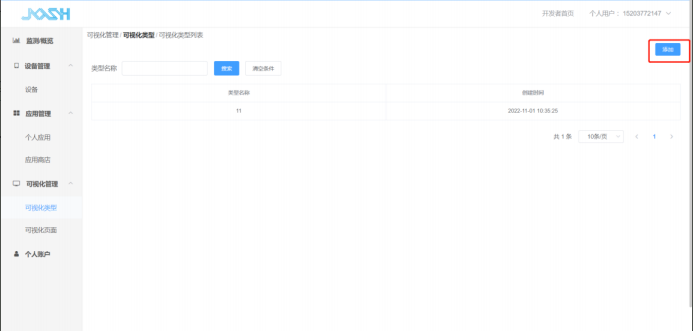 JXSH
开发者首页 个人用户：15203772147
监测/概览
设备管理
设备
应用管理
个人应用
应用商店
可视化管理
可视化类型
可视化页面
个人账户
可视化管理 / 可视化类型 / 可视化类型列表
添加
类型名称 搜索 清空条件
类型名称 创建时间
11 2022-11-01 10:35:25
共 1 条 10条/页 < 1 >